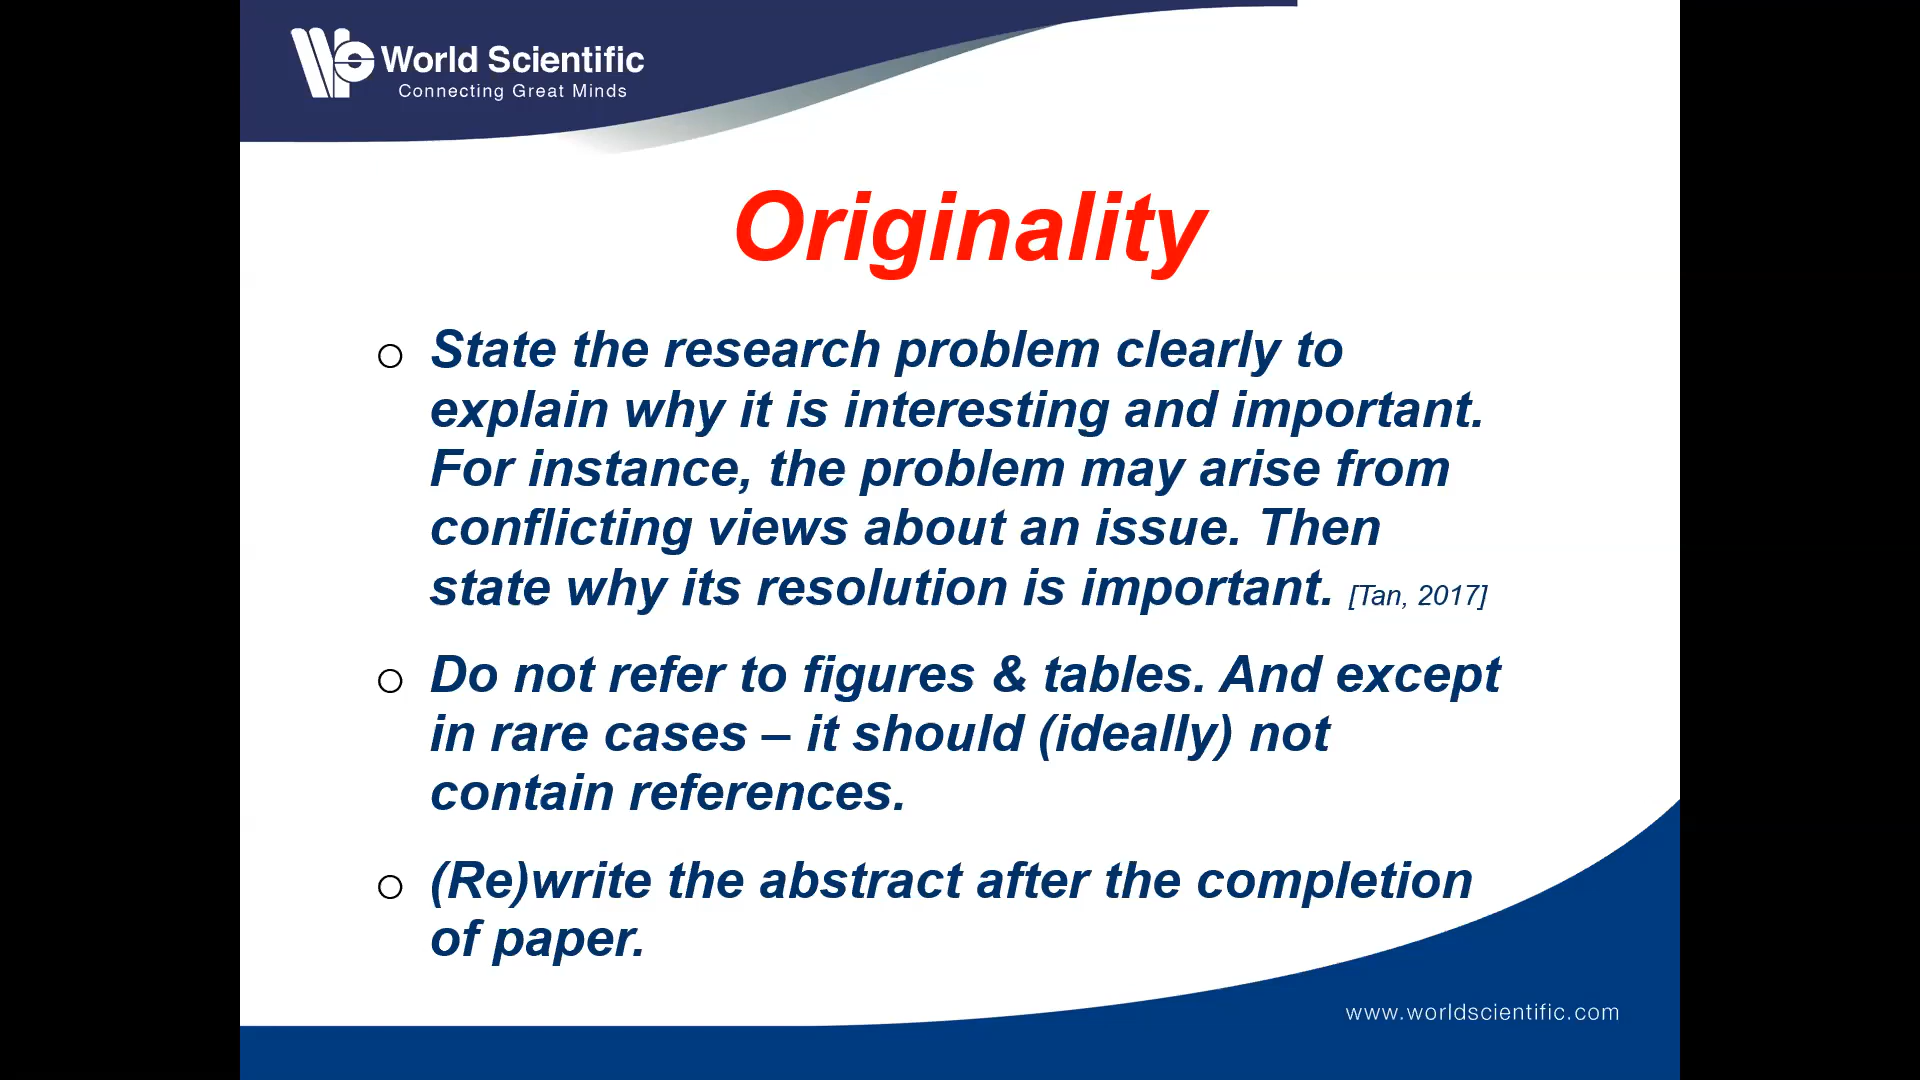 World Scientific
Connecting Great Minds
Originality
State the research problem clearly to
explain why it is interesting and important.
For instance, the problem may arise from
conflicting views about an issue. Then
state why its resolution is important. [Tan, 2017]
Do not refer to figures & tables. And except
in rare cases – it should (ideally) not
contain references.
(Re)write the abstract after the completion
of paper.
www.worldscientific.com